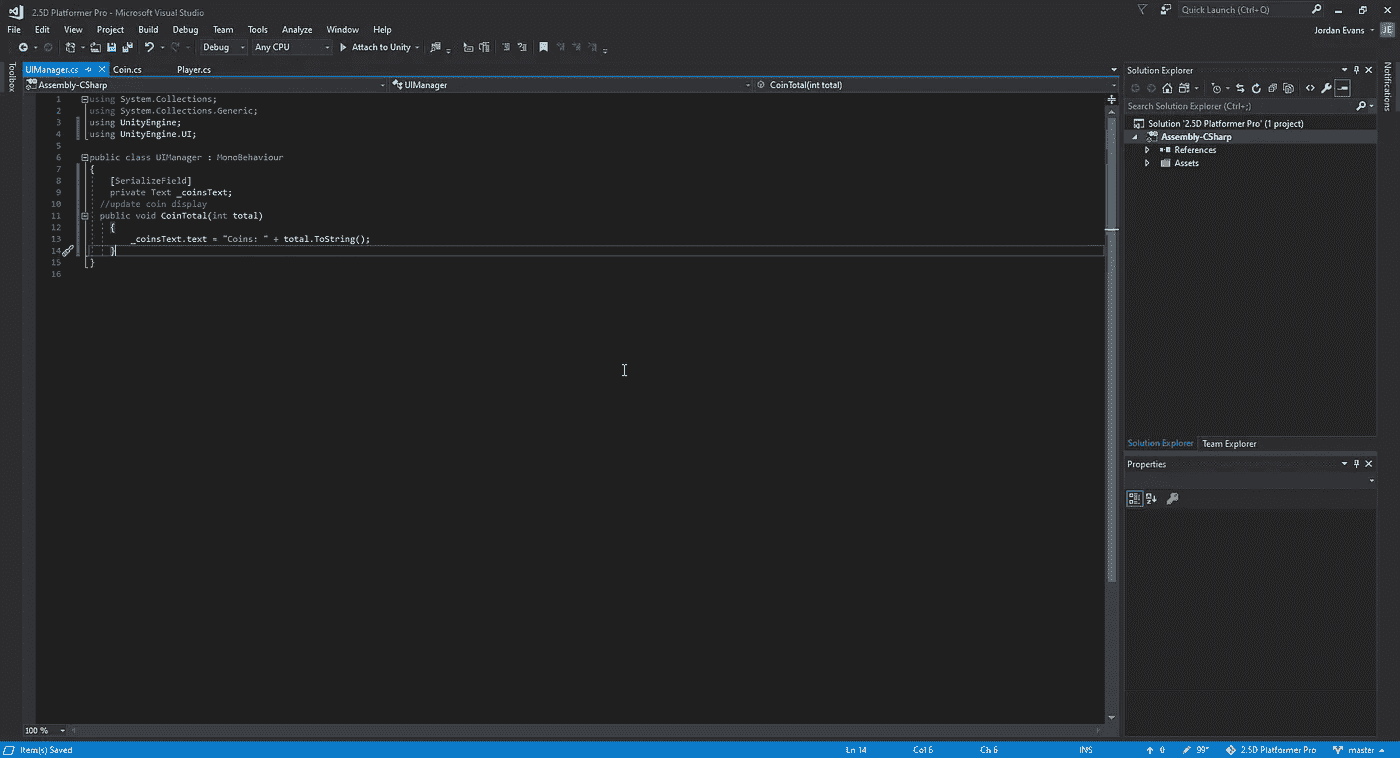 2.5D Platformer Pro - Microsoft Visual Studio
Quick Launch (Ctrl+Q)
File Edit View Project Build Debug Team Tools Analyze Window Help
Jordan Evans JE
Debug Any CPU Attach to Unity
Toolbox
UIManager.cs Coin.cs Player.cs
Assembly-CSharp UIManager CoinTotal(int total)
1 using System.Collections;
2 using System.Collections.Generic;
3 using UnityEngine;
4 using UnityEngine.UI;
5
6 public class UIManager : MonoBehaviour
7 {
8 [SerializeField]
9 private Text _coinsText;
10 //update coin display
11 public void CoinTotal(int total)
12 {
13 _coinsText.text = "Coins: " + total.ToString();
14 }
15 }
16
100 %
Solution Explorer
Search Solution Explorer (Ctrl+;)
Solution '2.5D Platformer Pro' (1 project)
Assembly-CSharp
References
Assets
Solution Explorer Team Explorer
Properties
Notifications
Item(s) Saved Ln 14 Col 6 Ch 6 INS 0 99* 2.5D Platformer Pro master